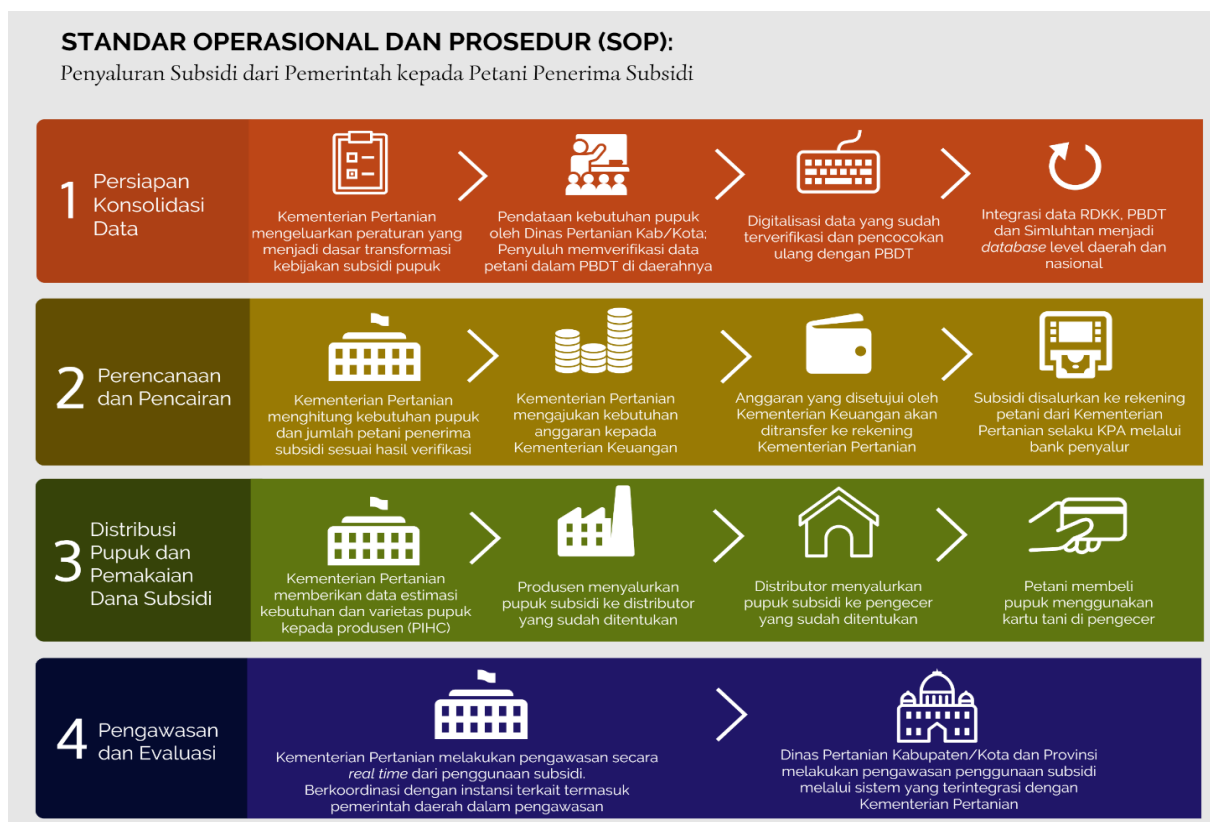 STANDAR OPERASIONAL DAN PROSEDUR (SOP):
Penyaluran Subsidi dari Pemerintah kepada Petani Penerima Subsidi
1
Persiapan
Konsolidasi
Data
Kementerian Pertanian
mengeluarkan peraturan yang
menjadi dasar transformasi
kebijakan subsidi pupuk
Pendataan kebutuhan pupuk
oleh Dinas Pertanian Kab/Kota;
Penyuluh memverifikasi data
petani dalam PBDT di daerahnya
Digitalisasi data yang sudah
terverifikasi dan pencocokan
ulang dengan PBDT
Integrasi data RDKK, PBDT
dan Simluhtan menjadi
database level daerah dan
nasional
2
Perencanaan
dan Pencairan
Kementerian Pertanian
menghitung kebutuhan pupuk
dan jumlah petani penerima
subsidi sesuai hasil verifikasi
Kementerian Pertanian
mengajukan kebutuhan
anggaran kepada
Kementerian Keuangan
Anggaran yang disetujui oleh
Kementerian Keuangan akan
ditransfer ke rekening
Kementerian Pertanian
Subsidi disalurkan ke rekening
petani dari Kementerian
Pertanian selaku KPA melalui
bank penyalur
3
Distribusi
Pupuk dan
Pemakaian
Dana Subsidi
Kementerian Pertanian
memberikan data estimasi
kebutuhan dan varietas pupuk
kepada produsen (PIHC)
Produsen menyalurkan
pupuk subsidi ke distributor
yang sudah ditentukan
Distributor menyalurkan
pupuk subsidi ke pengecer
yang sudah ditentukan
Petani membeli
pupuk menggunakan
kartu tani di pengecer
4
Pengawasan
dan Evaluasi
Kementerian Pertanian melakukan pengawasan secara
real time dari penggunaan subsidi.
Berkoordinasi dengan instansi terkait termasuk
pemerintah daerah dalam pengawasan
Dinas Pertanian Kabupaten/Kota dan Provinsi
melakukan pengawasan penggunaan subsidi
melalui sistem yang terintegrasi dengan
Kementerian Pertanian